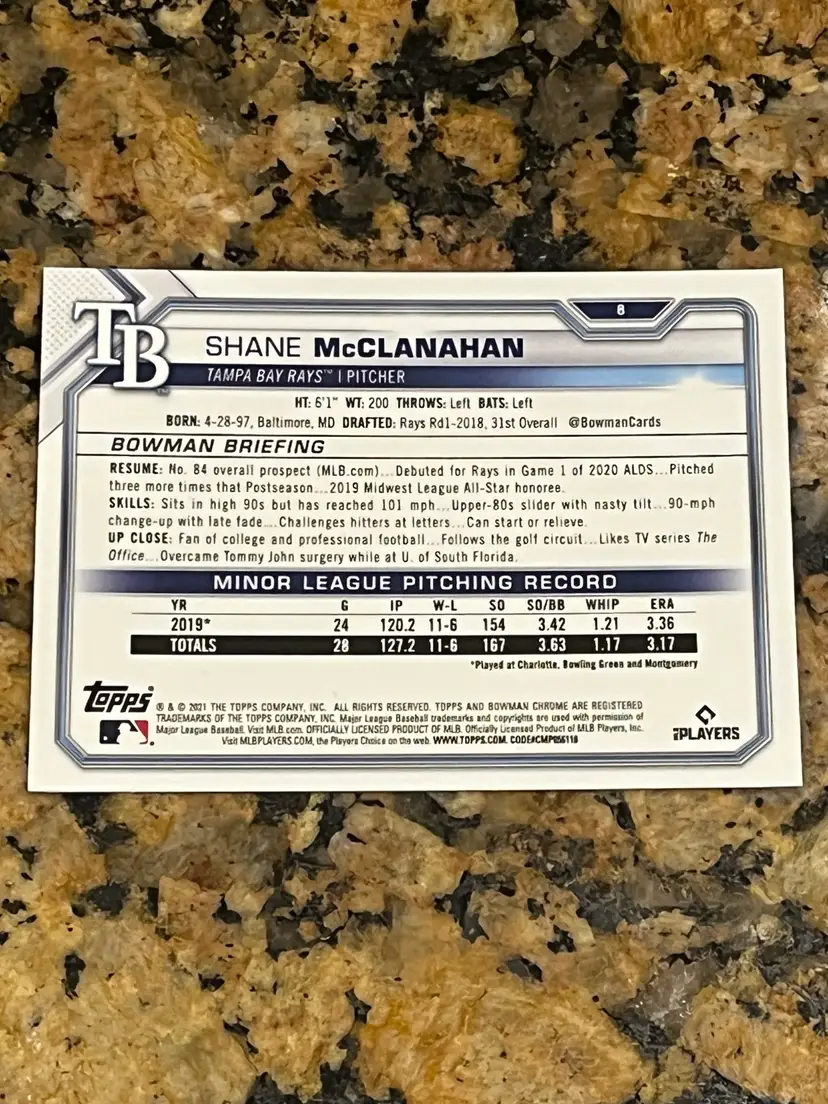 8
TB
SHANE McCLANAHAN
TAMPA BAY RAYS™ | PITCHER
HT: 6'1" WT: 200 THROWS: Left BATS: Left
BORN: 4-28-97, Baltimore, MD DRAFTED: Rays Rd1-2018, 31st Overall @BowmanCards
BOWMAN BRIEFING
RESUME: No. 84 overall prospect (MLB.com)...Debuted for Rays in Game 1 of 2020 ALDS...Pitched
three more times that Postseason...2019 Midwest League All-Star honoree.
SKILLS: Sits in high 90s but has reached 101 mph...Upper-80s slider with nasty tilt...90-mph
change-up with late fade...Challenges hitters at letters...Can start or relieve.
UP CLOSE: Fan of college and professional football...Follows the golf circuit...Likes TV series The
Office...Overcame Tommy John surgery while at U. of South Florida.
MINOR LEAGUE PITCHING RECORD
YR G IP W-L SO SO/BB WHIP ERA
2019* 24 120.2 11-6 154 3.42 1.21 3.36
TOTALS 28 127.2 11-6 167 3.63 1.17 3.17
*Played at Charlotte, Bowling Green and Montgomery
Topps
® & © 2021 THE TOPPS COMPANY, INC. ALL RIGHTS RESERVED. TOPPS AND BOWMAN CHROME ARE REGISTERED
TRADEMARKS OF THE TOPPS COMPANY, INC. Major League Baseball trademarks and copyrights are used with permission of
Major League Baseball. Visit MLB.com. OFFICIALLY LICENSED PRODUCT OF MLB. Officially Licensed Product of MLB Players, Inc.
Visit MLBPLAYERS.COM, the Players Choice on the web. WWW.TOPPS.COM. CODE#CMP056118
PLAYERS